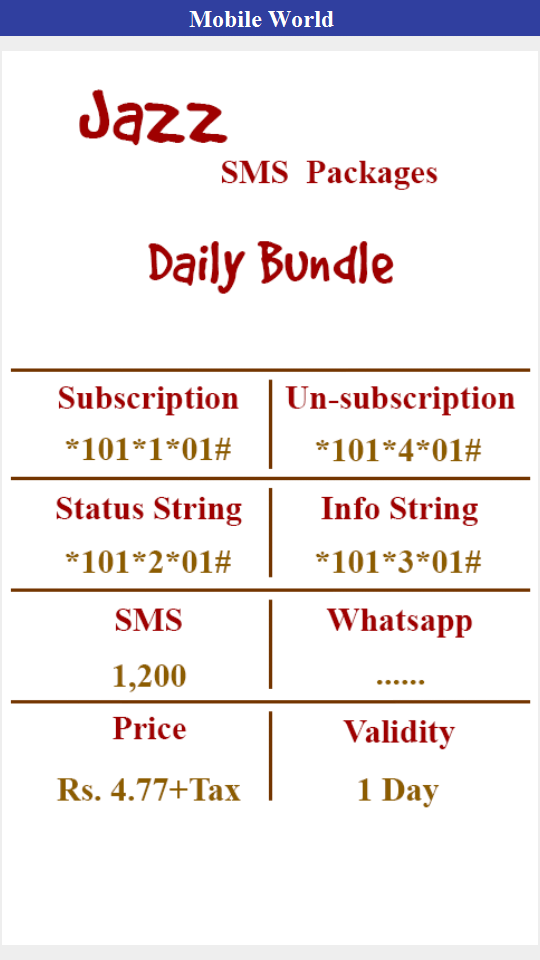 Mobile World
Jazz
SMS Packages
Daily Bundle
Subscription
*101*1*01#
Un-subscription
*101*4*01#
Status String
*101*2*01#
Info String
*101*3*01#
SMS
1,200
Whatsapp
......
Price
Rs. 4.77+Tax
Validity
1 Day